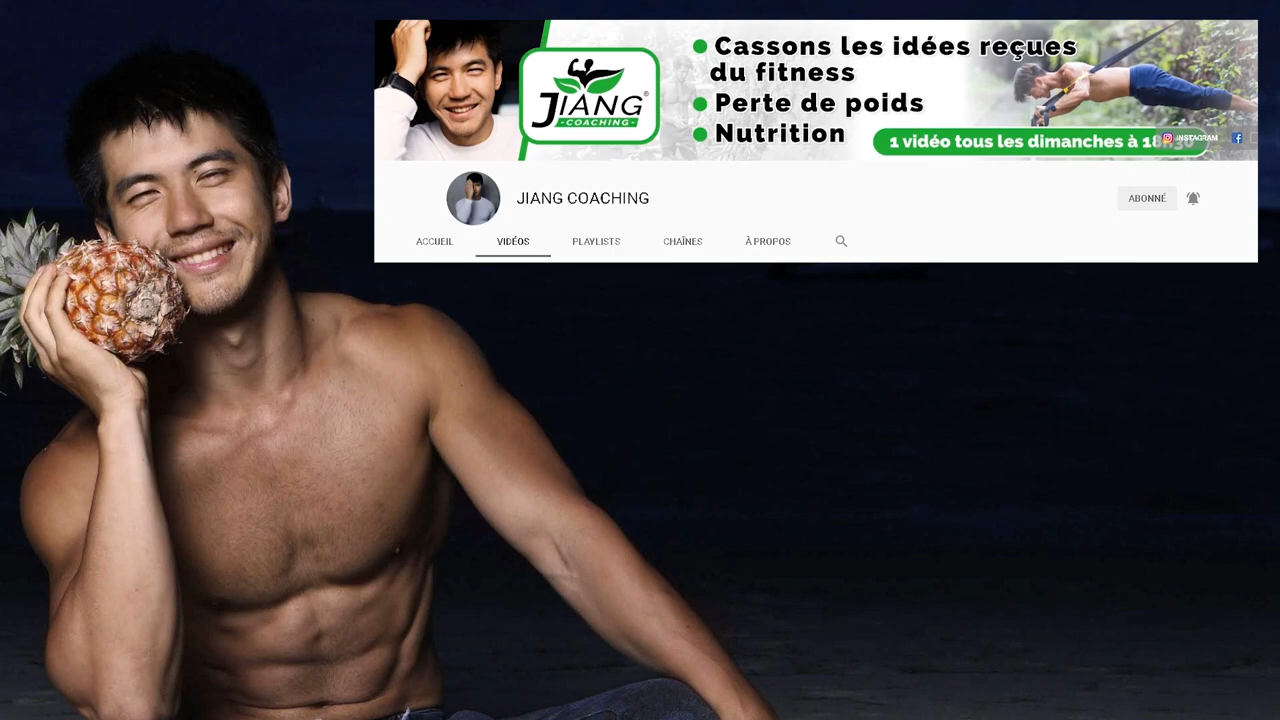 Cassons les idées reçues
du fitness
JIANG®
-COACHING-
Perte de poids
Nutrition
1 vidéo tous les dimanches à 18h30
INSTAGRAM
JIANG COACHING
ABONNÉ
ACCUEIL VIDÉOS PLAYLISTS CHAÎNES À PROPOS